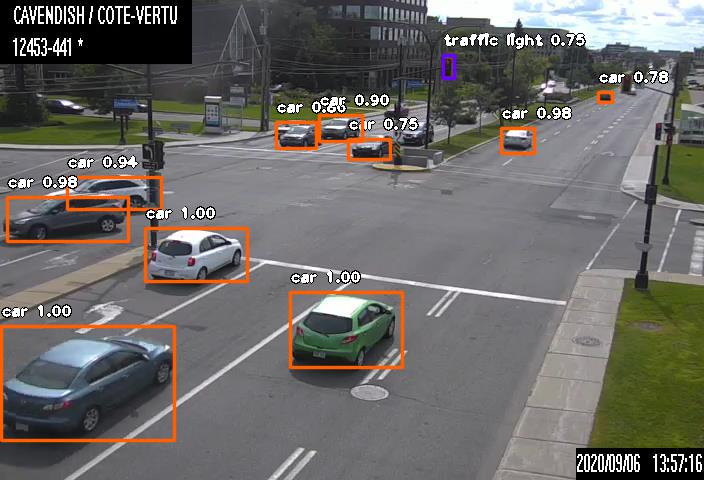 CAVENDISH / COTE-VERTU
12453-441 *
traffic light 0.75
car 0.78
car 0.90
car 0.75
car 0.98
car 0.94
car 0.98
car 1.00
car 1.00
car 1.00
2020/09/06 13:57:16